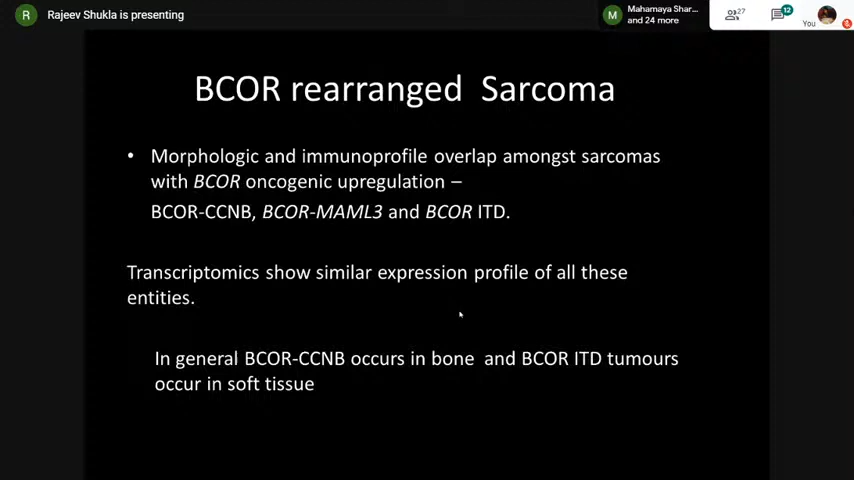 R Rajeev Shukla is presenting
M Mahamaya Shar...
and 24 more
27
12
You
BCOR rearranged Sarcoma
• Morphologic and immunoprofile overlap amongst sarcomas
with BCOR oncogenic upregulation –
BCOR-CCNB, BCOR-MAML3 and BCOR ITD.
Transcriptomics show similar expression profile of all these
entities.
In general BCOR-CCNB occurs in bone and BCOR ITD tumours
occur in soft tissue